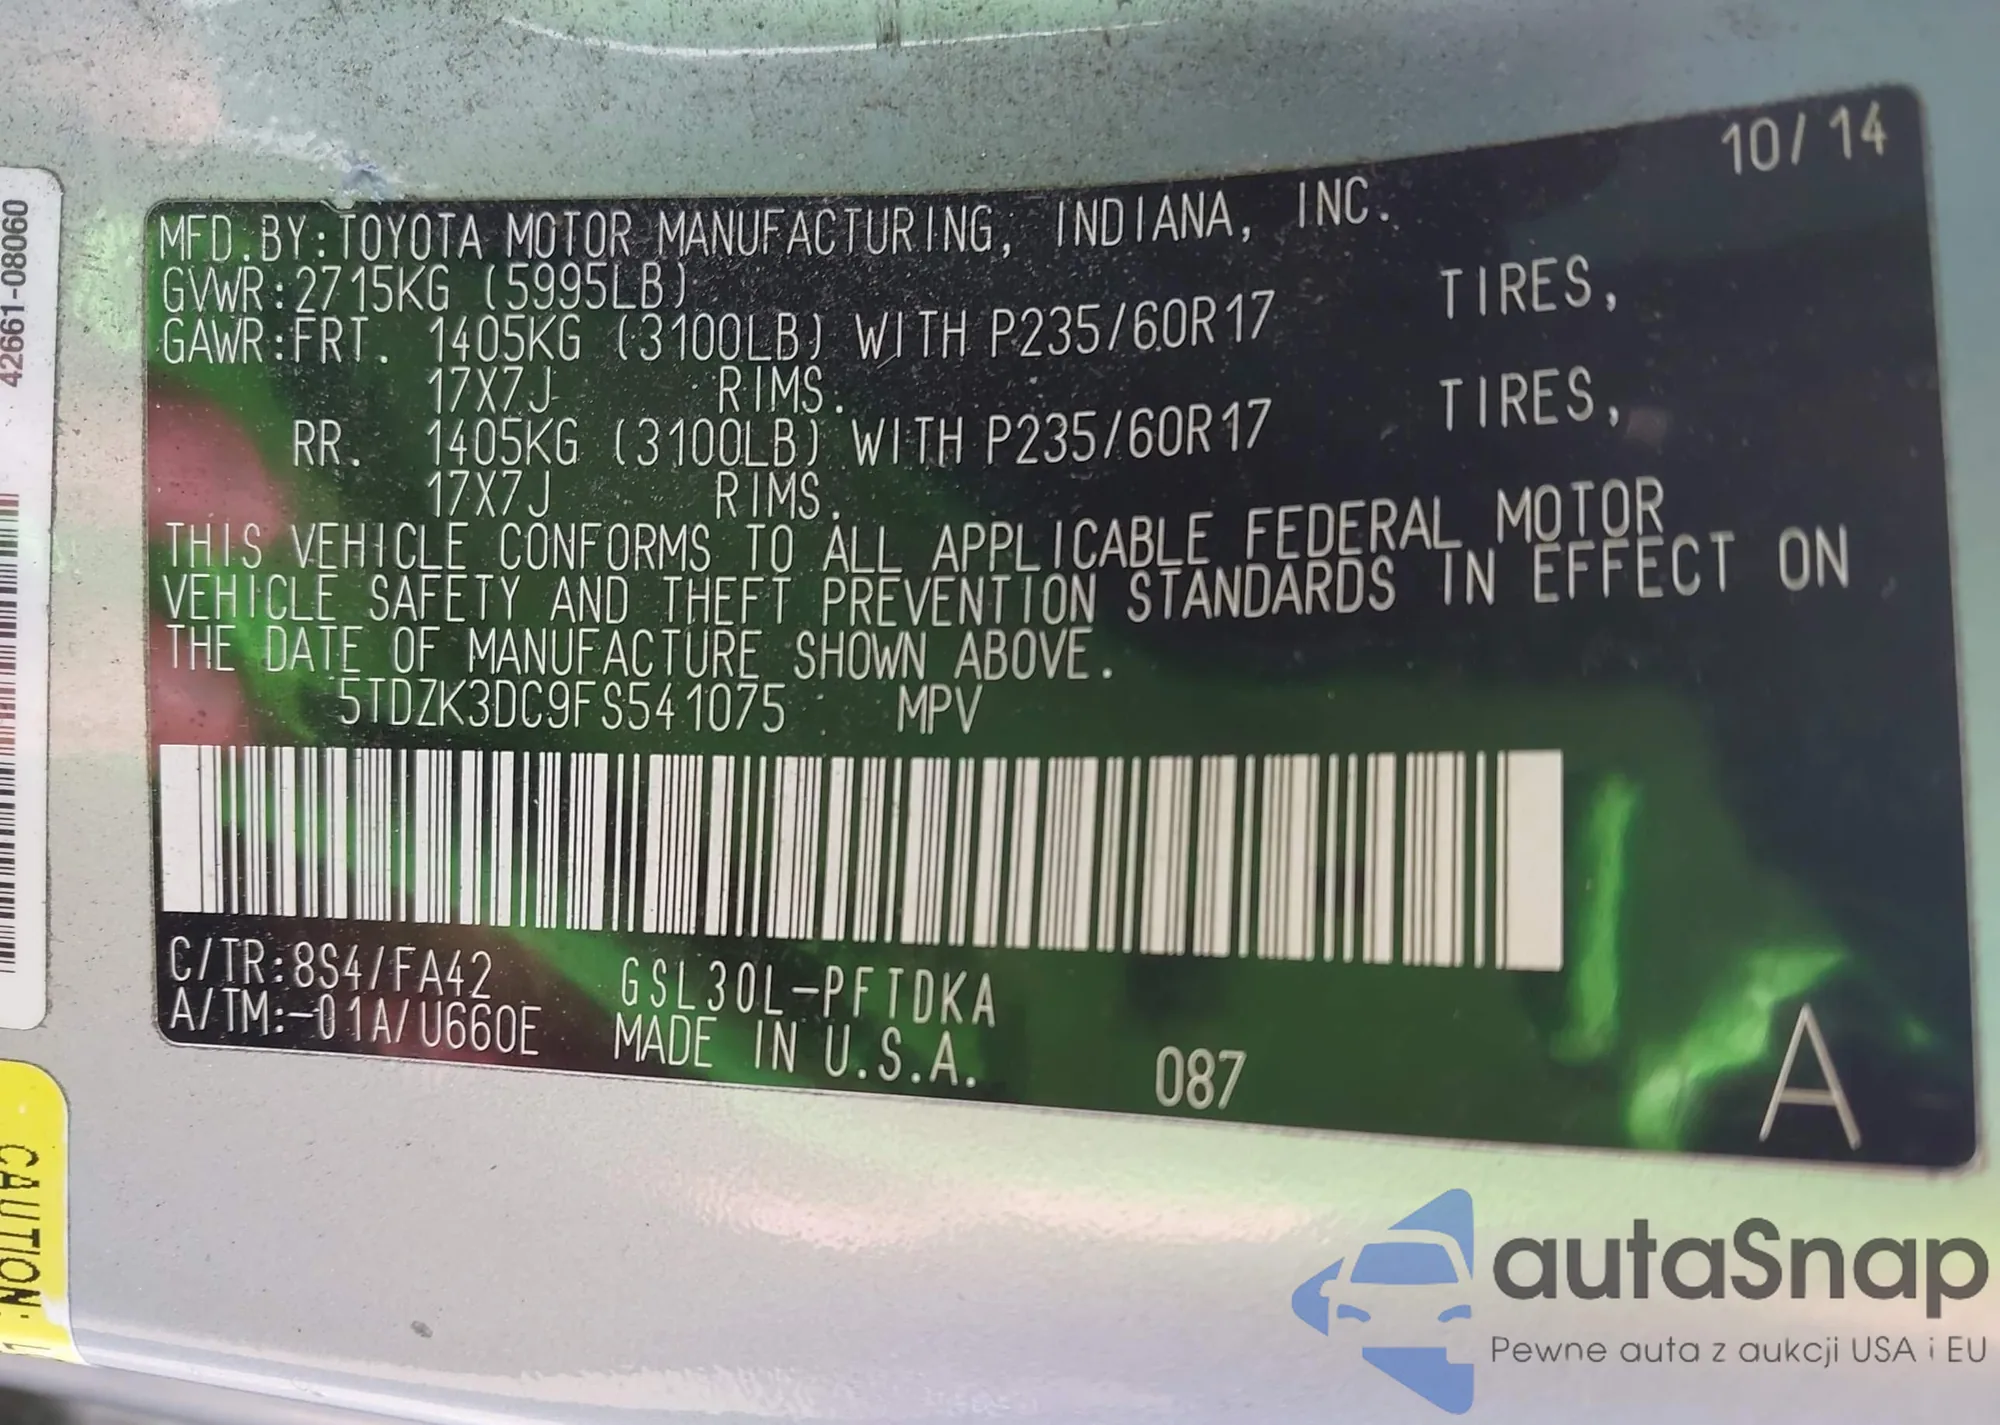 10/14
MFD.BY:TOYOTA MOTOR MANUFACTURING, INDIANA, INC.
GVWR:2715KG (5995LB)
GAWR:FRT. 1405KG (3100LB) WITH P235/60R17 TIRES,
17X7J RIMS.
RR. 1405KG (3100LB) WITH P235/60R17 TIRES,
17X7J RIMS.
THIS VEHICLE CONFORMS TO ALL APPLICABLE FEDERAL MOTOR
VEHICLE SAFETY AND THEFT PREVENTION STANDARDS IN EFFECT ON
THE DATE OF MANUFACTURE SHOWN ABOVE.
5TDZK3DC9FS541075 MPV
C/TR:8S4/FA42 GSL30L-PFTDKA
A/TM:-01A/U660E MADE IN U.S.A. 087 A
42661-08060
CAUTION:
autaSnap
Pewne auta z aukcji USA i EU